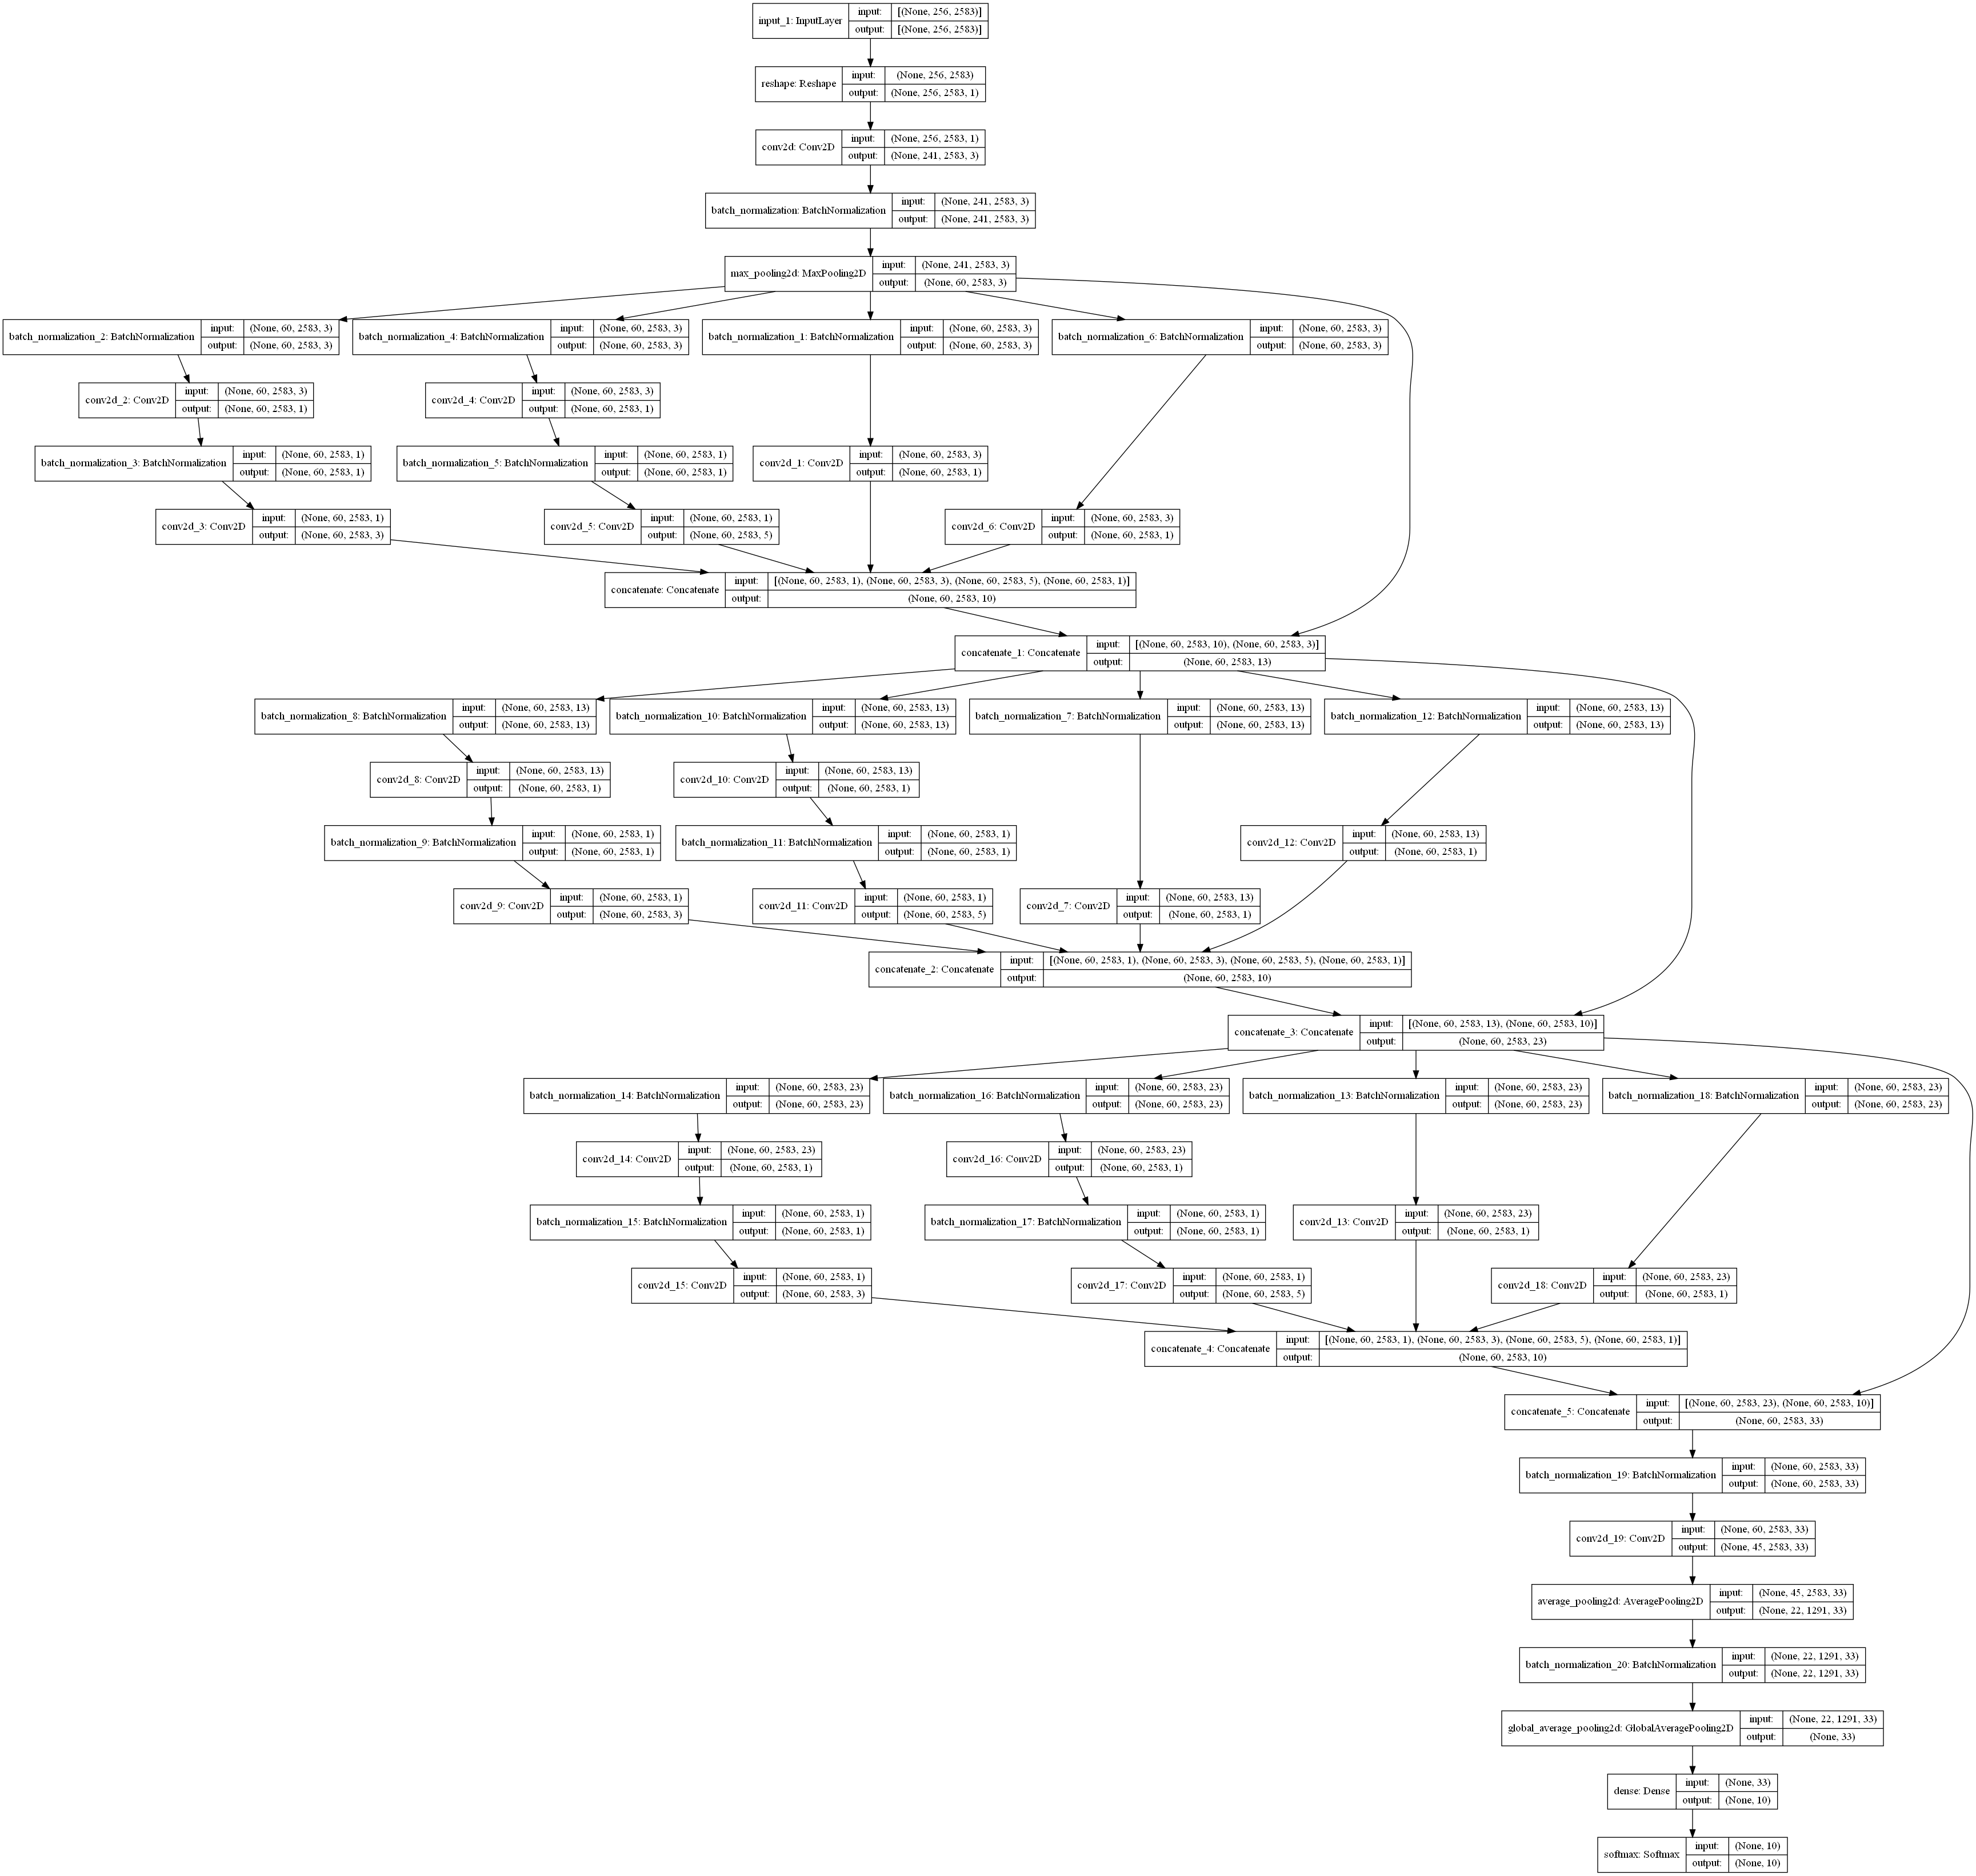 input_1: InputLayer input: [(None, 256, 2583)]
output: [(None, 256, 2583)]
reshape: Reshape input: (None, 256, 2583)
output: (None, 256, 2583, 1)
conv2d: Conv2D input: (None, 256, 2583, 1)
output: (None, 241, 2583, 3)
batch_normalization: BatchNormalization input: (None, 241, 2583, 3)
output: (None, 241, 2583, 3)
max_pooling2d: MaxPooling2D input: (None, 241, 2583, 3)
output: (None, 60, 2583, 3)
batch_normalization_2: BatchNormalization input: (None, 60, 2583, 3)
output: (None, 60, 2583, 3)
batch_normalization_4: BatchNormalization input: (None, 60, 2583, 3)
output: (None, 60, 2583, 3)
batch_normalization_1: BatchNormalization input: (None, 60, 2583, 3)
output: (None, 60, 2583, 3)
batch_normalization_6: BatchNormalization input: (None, 60, 2583, 3)
output: (None, 60, 2583, 3)
conv2d_2: Conv2D input: (None, 60, 2583, 3)
output: (None, 60, 2583, 1)
conv2d_4: Conv2D input: (None, 60, 2583, 3)
output: (None, 60, 2583, 1)
batch_normalization_3: BatchNormalization input: (None, 60, 2583, 1)
output: (None, 60, 2583, 1)
batch_normalization_5: BatchNormalization input: (None, 60, 2583, 1)
output: (None, 60, 2583, 1)
conv2d_1: Conv2D input: (None, 60, 2583, 3)
output: (None, 60, 2583, 1)
conv2d_3: Conv2D input: (None, 60, 2583, 1)
output: (None, 60, 2583, 3)
conv2d_5: Conv2D input: (None, 60, 2583, 1)
output: (None, 60, 2583, 5)
conv2d_6: Conv2D input: (None, 60, 2583, 3)
output: (None, 60, 2583, 1)
concatenate: Concatenate input: [(None, 60, 2583, 1), (None, 60, 2583, 3), (None, 60, 2583, 5), (None, 60, 2583, 1)]
output: (None, 60, 2583, 10)
concatenate_1: Concatenate input: [(None, 60, 2583, 10), (None, 60, 2583, 3)]
output: (None, 60, 2583, 13)
batch_normalization_8: BatchNormalization input: (None, 60, 2583, 13)
output: (None, 60, 2583, 13)
batch_normalization_10: BatchNormalization input: (None, 60, 2583, 13)
output: (None, 60, 2583, 13)
batch_normalization_7: BatchNormalization input: (None, 60, 2583, 13)
output: (None, 60, 2583, 13)
batch_normalization_12: BatchNormalization input: (None, 60, 2583, 13)
output: (None, 60, 2583, 13)
conv2d_8: Conv2D input: (None, 60, 2583, 13)
output: (None, 60, 2583, 1)
conv2d_10: Conv2D input: (None, 60, 2583, 13)
output: (None, 60, 2583, 1)
batch_normalization_9: BatchNormalization input: (None, 60, 2583, 1)
output: (None, 60, 2583, 1)
batch_normalization_11: BatchNormalization input: (None, 60, 2583, 1)
output: (None, 60, 2583, 1)
conv2d_12: Conv2D input: (None, 60, 2583, 13)
output: (None, 60, 2583, 1)
conv2d_9: Conv2D input: (None, 60, 2583, 1)
output: (None, 60, 2583, 3)
conv2d_11: Conv2D input: (None, 60, 2583, 1)
output: (None, 60, 2583, 5)
conv2d_7: Conv2D input: (None, 60, 2583, 13)
output: (None, 60, 2583, 1)
concatenate_2: Concatenate input: [(None, 60, 2583, 1), (None, 60, 2583, 3), (None, 60, 2583, 5), (None, 60, 2583, 1)]
output: (None, 60, 2583, 10)
concatenate_3: Concatenate input: [(None, 60, 2583, 13), (None, 60, 2583, 10)]
output: (None, 60, 2583, 23)
batch_normalization_14: BatchNormalization input: (None, 60, 2583, 23)
output: (None, 60, 2583, 23)
batch_normalization_16: BatchNormalization input: (None, 60, 2583, 23)
output: (None, 60, 2583, 23)
batch_normalization_13: BatchNormalization input: (None, 60, 2583, 23)
output: (None, 60, 2583, 23)
batch_normalization_18: BatchNormalization input: (None, 60, 2583, 23)
output: (None, 60, 2583, 23)
conv2d_14: Conv2D input: (None, 60, 2583, 23)
output: (None, 60, 2583, 1)
conv2d_16: Conv2D input: (None, 60, 2583, 23)
output: (None, 60, 2583, 1)
batch_normalization_15: BatchNormalization input: (None, 60, 2583, 1)
output: (None, 60, 2583, 1)
batch_normalization_17: BatchNormalization input: (None, 60, 2583, 1)
output: (None, 60, 2583, 1)
conv2d_13: Conv2D input: (None, 60, 2583, 23)
output: (None, 60, 2583, 1)
conv2d_15: Conv2D input: (None, 60, 2583, 1)
output: (None, 60, 2583, 3)
conv2d_17: Conv2D input: (None, 60, 2583, 1)
output: (None, 60, 2583, 5)
conv2d_18: Conv2D input: (None, 60, 2583, 23)
output: (None, 60, 2583, 1)
concatenate_4: Concatenate input: [(None, 60, 2583, 1), (None, 60, 2583, 3), (None, 60, 2583, 5), (None, 60, 2583, 1)]
output: (None, 60, 2583, 10)
concatenate_5: Concatenate input: [(None, 60, 2583, 23), (None, 60, 2583, 10)]
output: (None, 60, 2583, 33)
batch_normalization_19: BatchNormalization input: (None, 60, 2583, 33)
output: (None, 60, 2583, 33)
conv2d_19: Conv2D input: (None, 60, 2583, 33)
output: (None, 45, 2583, 33)
average_pooling2d: AveragePooling2D input: (None, 45, 2583, 33)
output: (None, 22, 1291, 33)
batch_normalization_20: BatchNormalization input: (None, 22, 1291, 33)
output: (None, 22, 1291, 33)
global_average_pooling2d: GlobalAveragePooling2D input: (None, 22, 1291, 33)
output: (None, 33)
dense: Dense input: (None, 33)
output: (None, 10)
softmax: Softmax input: (None, 10)
output: (None, 10)